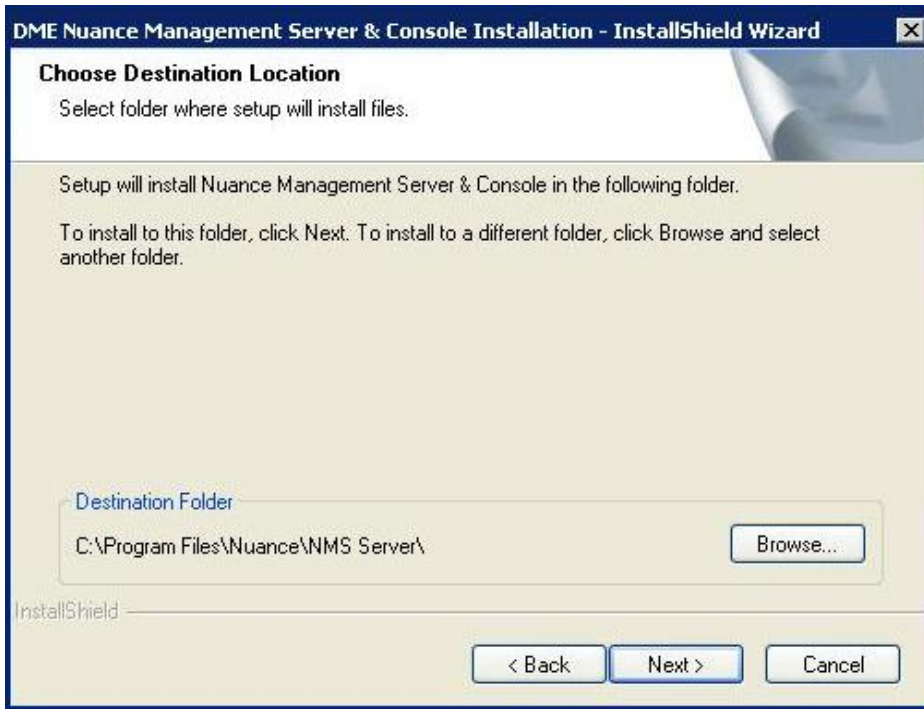 DME Nuance Management Server & Console Installation - InstallShield Wizard
Choose Destination Location
Select folder where setup will install files.
Setup will install Nuance Management Server & Console in the following folder.
To install to this folder, click Next. To install to a different folder, click Browse and select
another folder.
Destination Folder
C:\Program Files\Nuance\NMS Server\
Browse...
InstallShield
< Back
Next >
Cancel